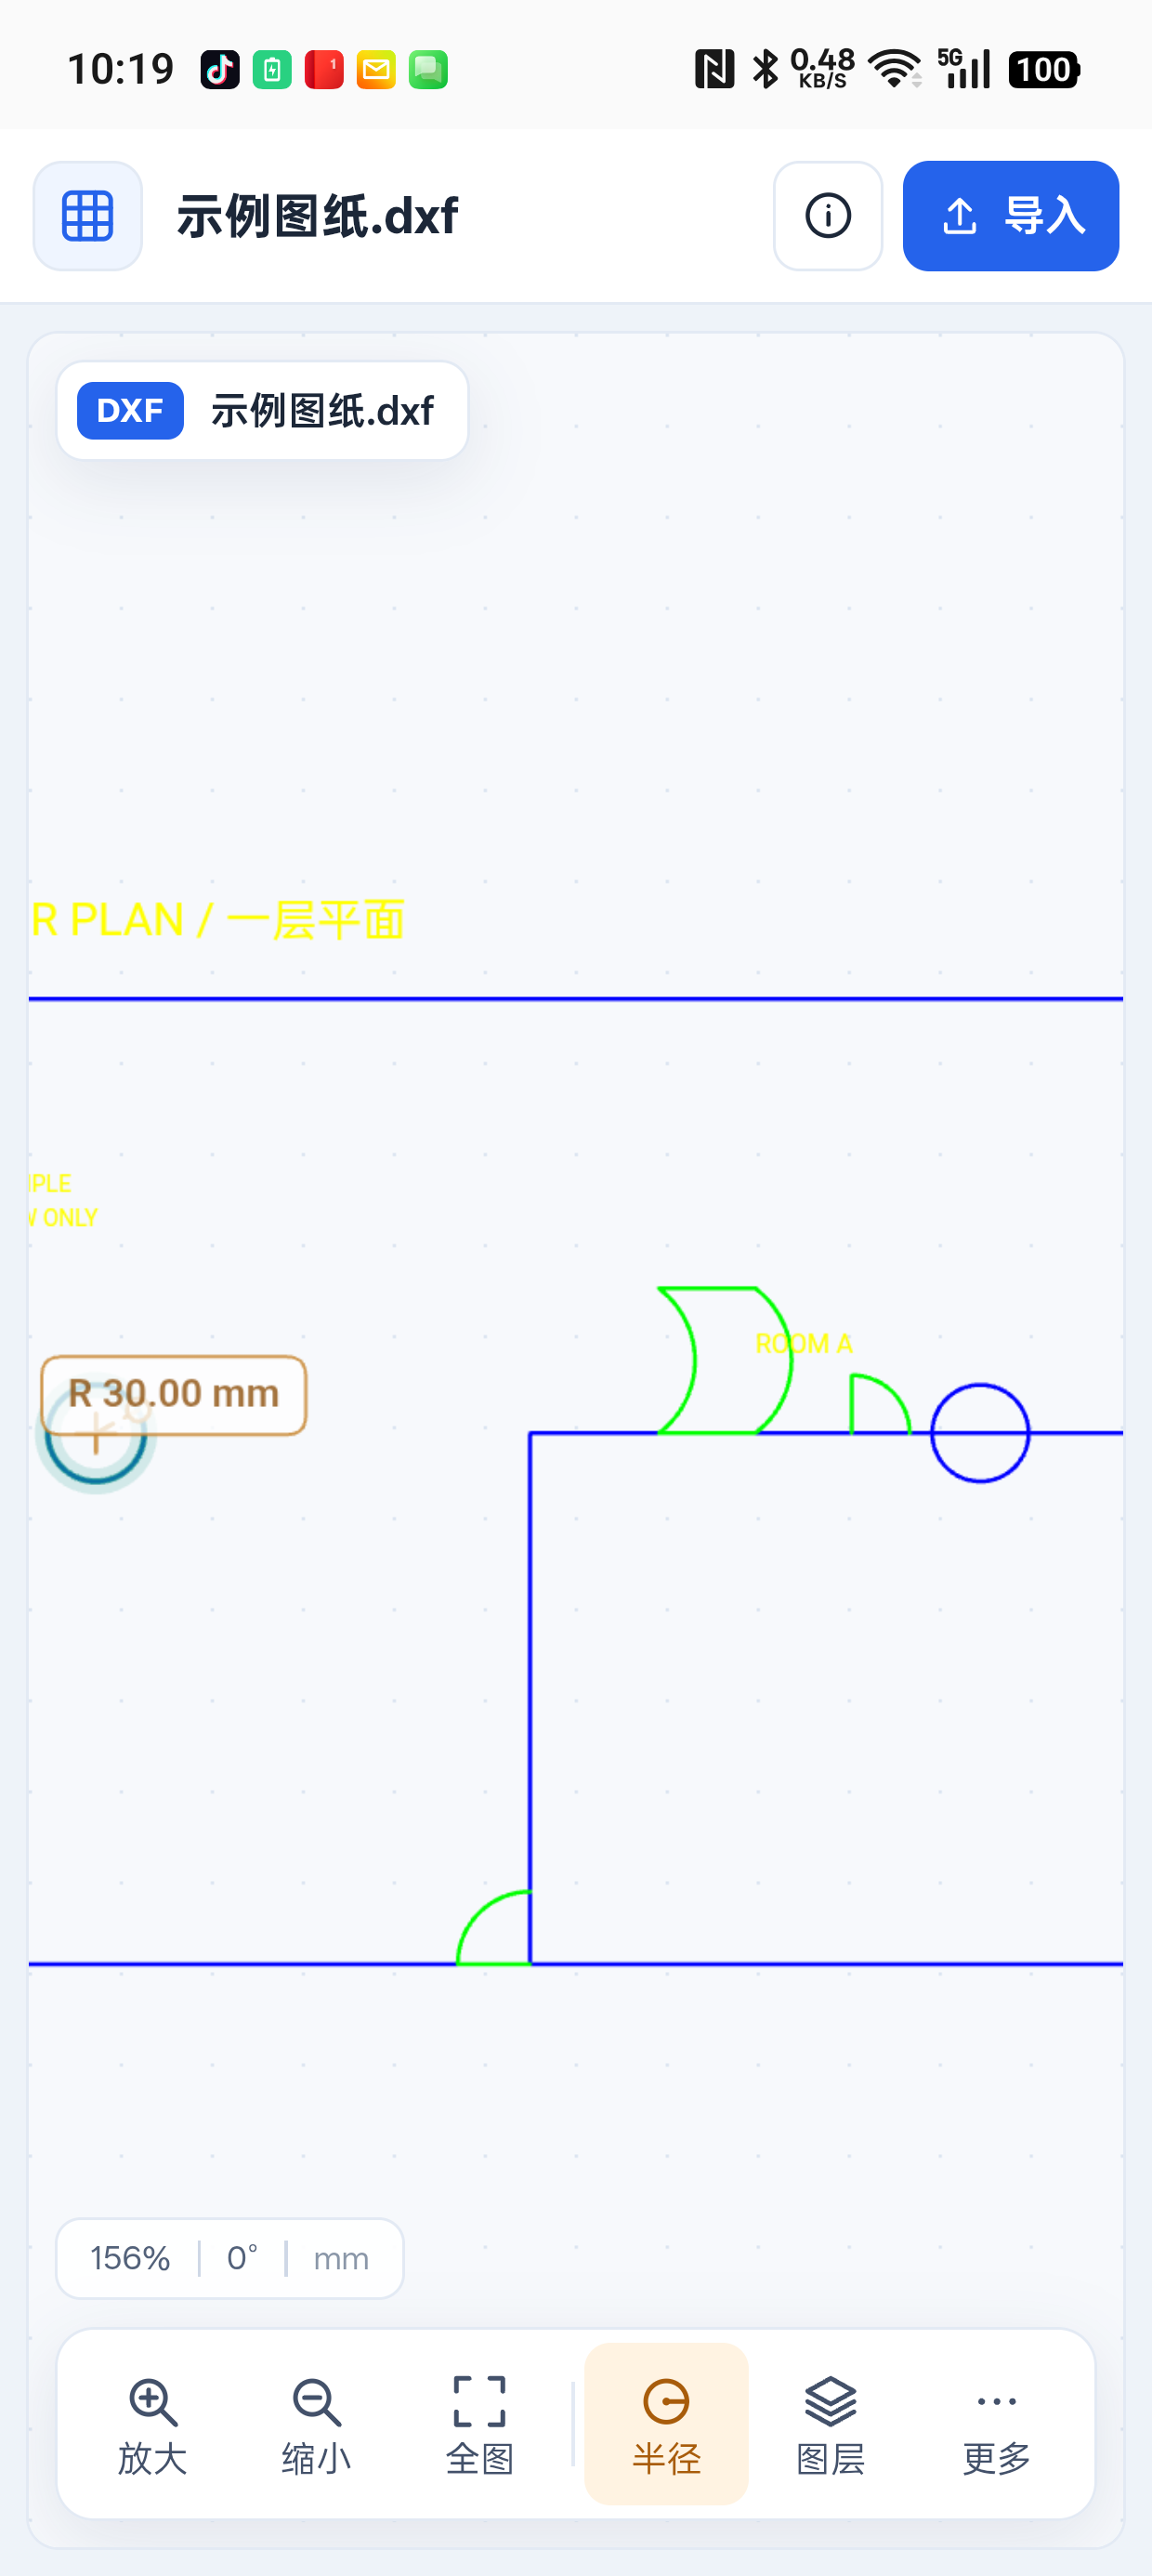 10:19
0.48
KB/S
5G
100
示例图纸.dxf
导入
DXF 示例图纸.dxf
R PLAN / 一层平面
IPLE
ONLY
ROOM A
R 30.00 mm
156% 0° mm
放大 缩小 全图 半径 图层 更多